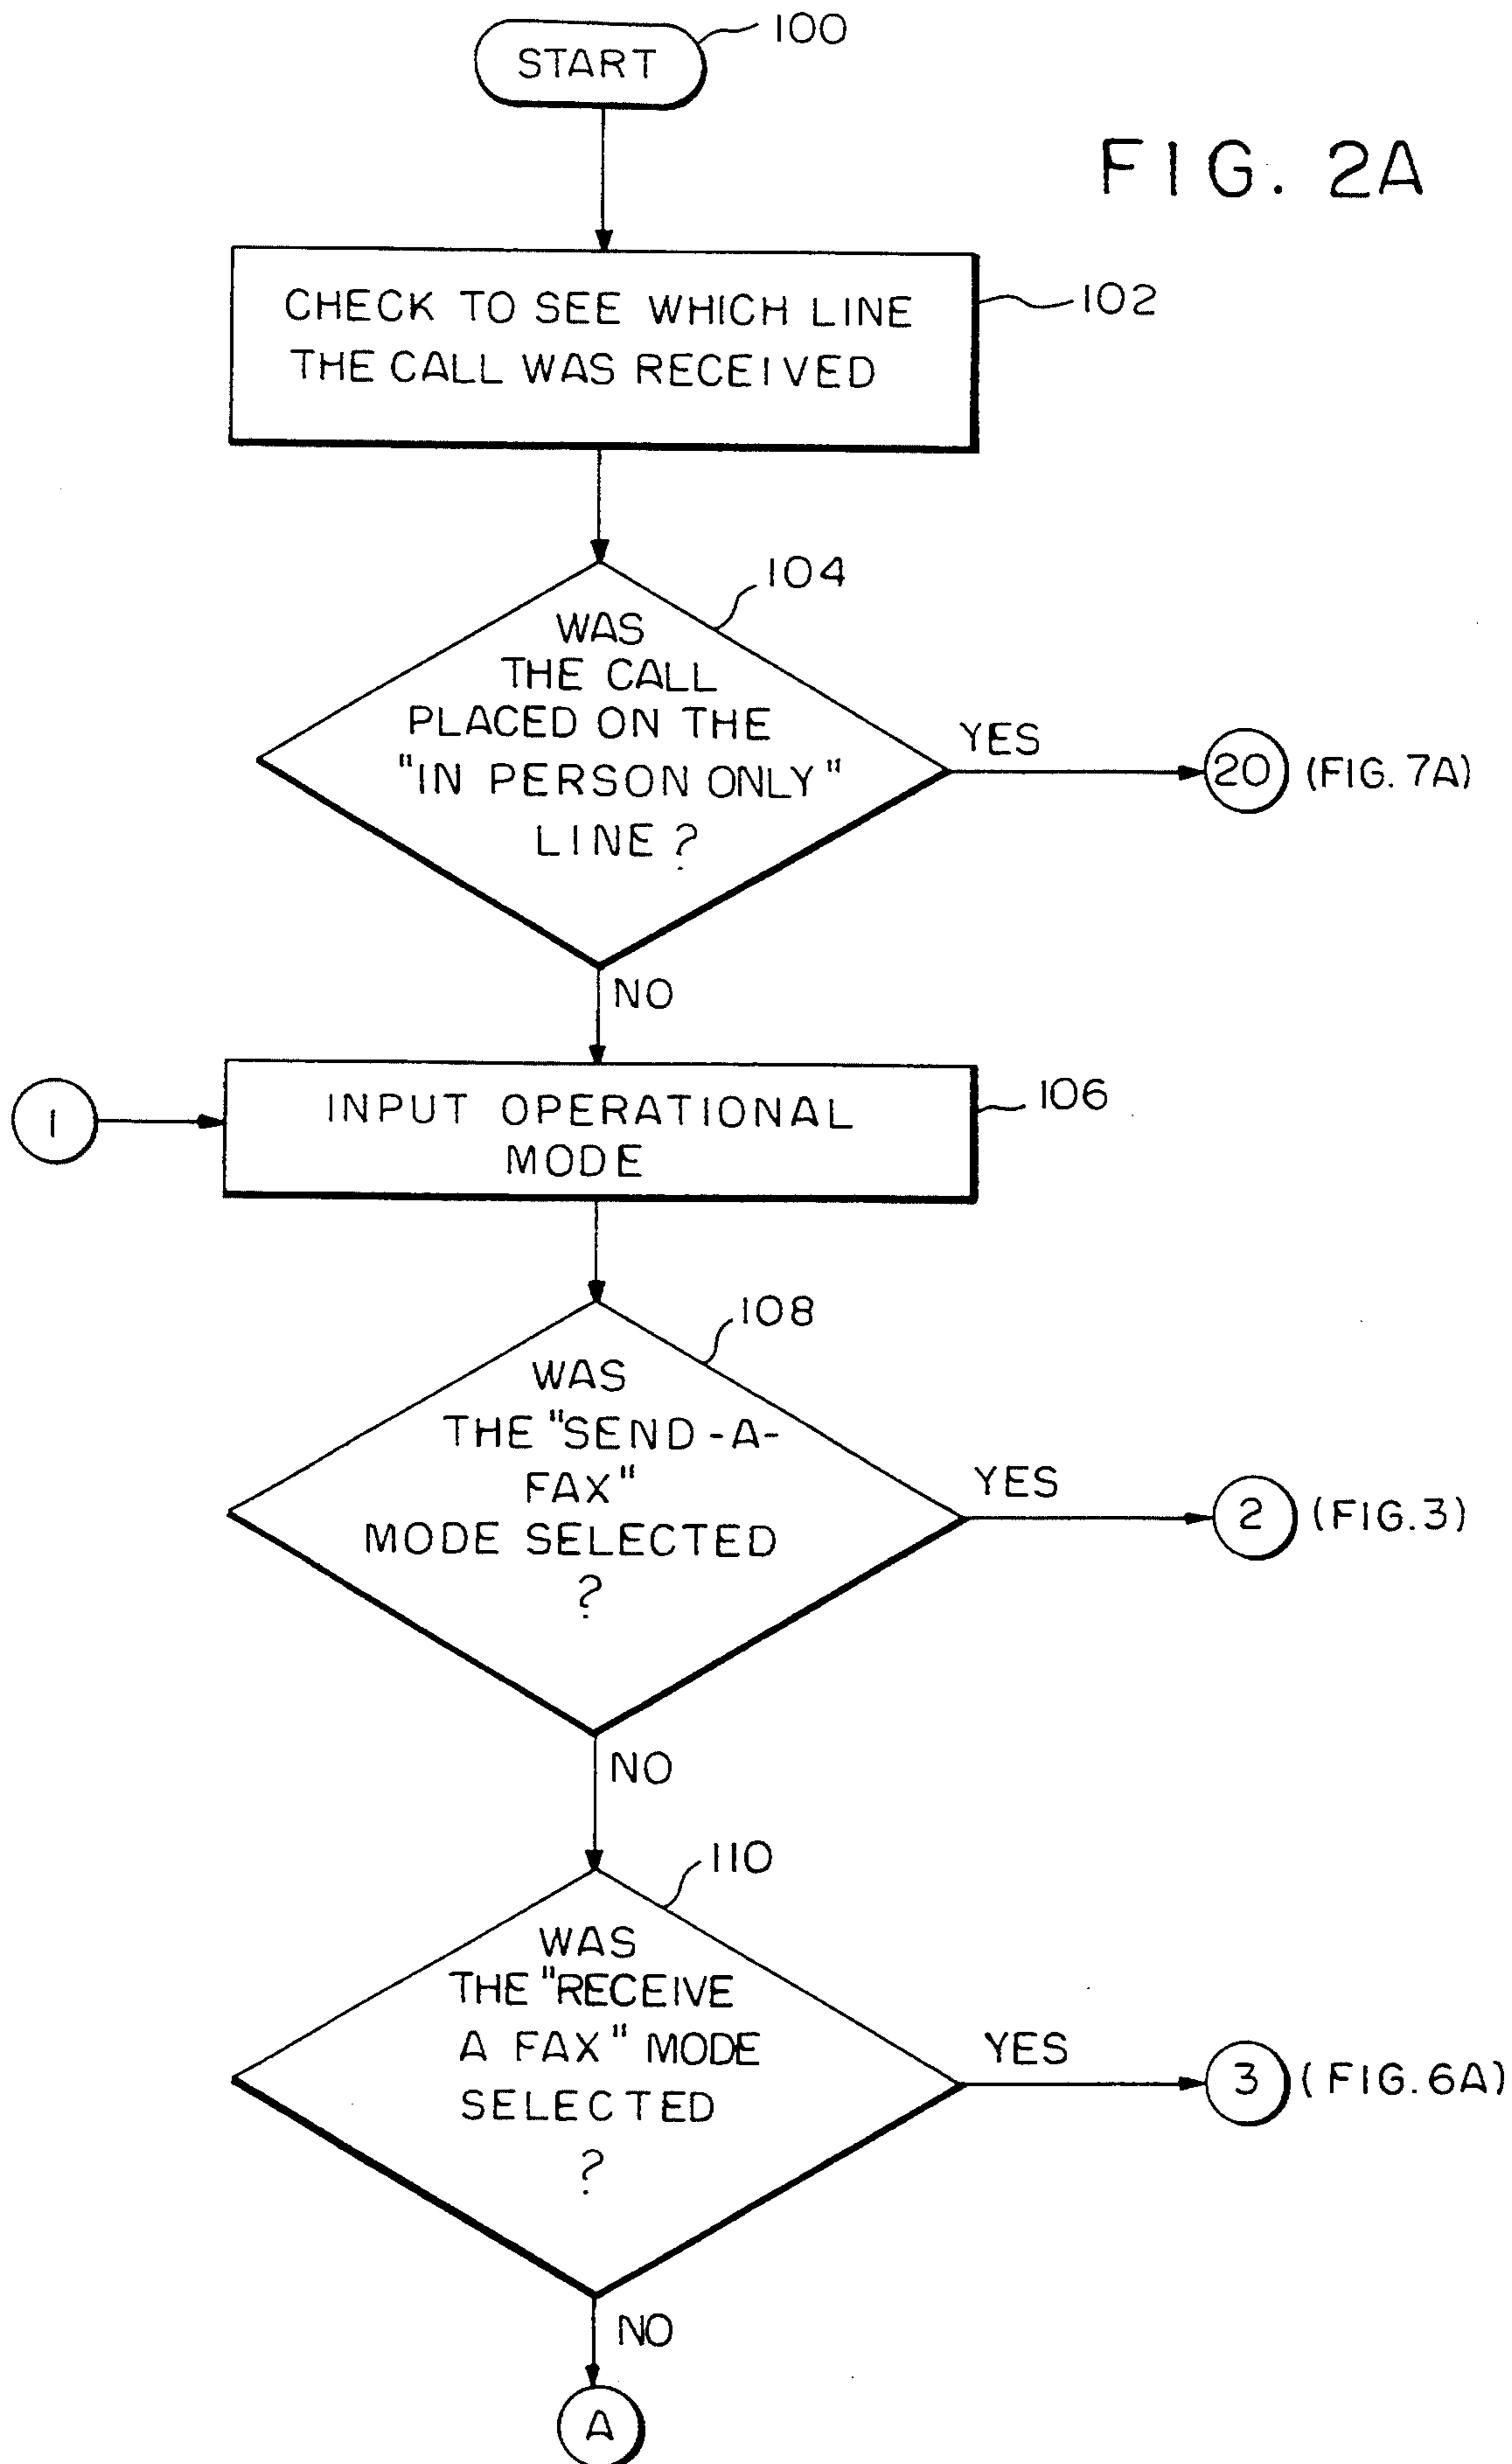 START
100
FIG. 2A
CHECK TO SEE WHICH LINE
THE CALL WAS RECEIVED
102
104
WAS
THE CALL
PLACED ON THE
"IN PERSON ONLY"
LINE?
YES
20 (FIG. 7A)
NO
1
INPUT OPERATIONAL
MODE
106
108
WAS
THE "SEND-A-
FAX"
MODE SELECTED
?
YES
2 (FIG.3)
NO
110
WAS
THE "RECEIVE
A FAX" MODE
SELECTED
?
YES
3 (FIG.6A)
NO
A